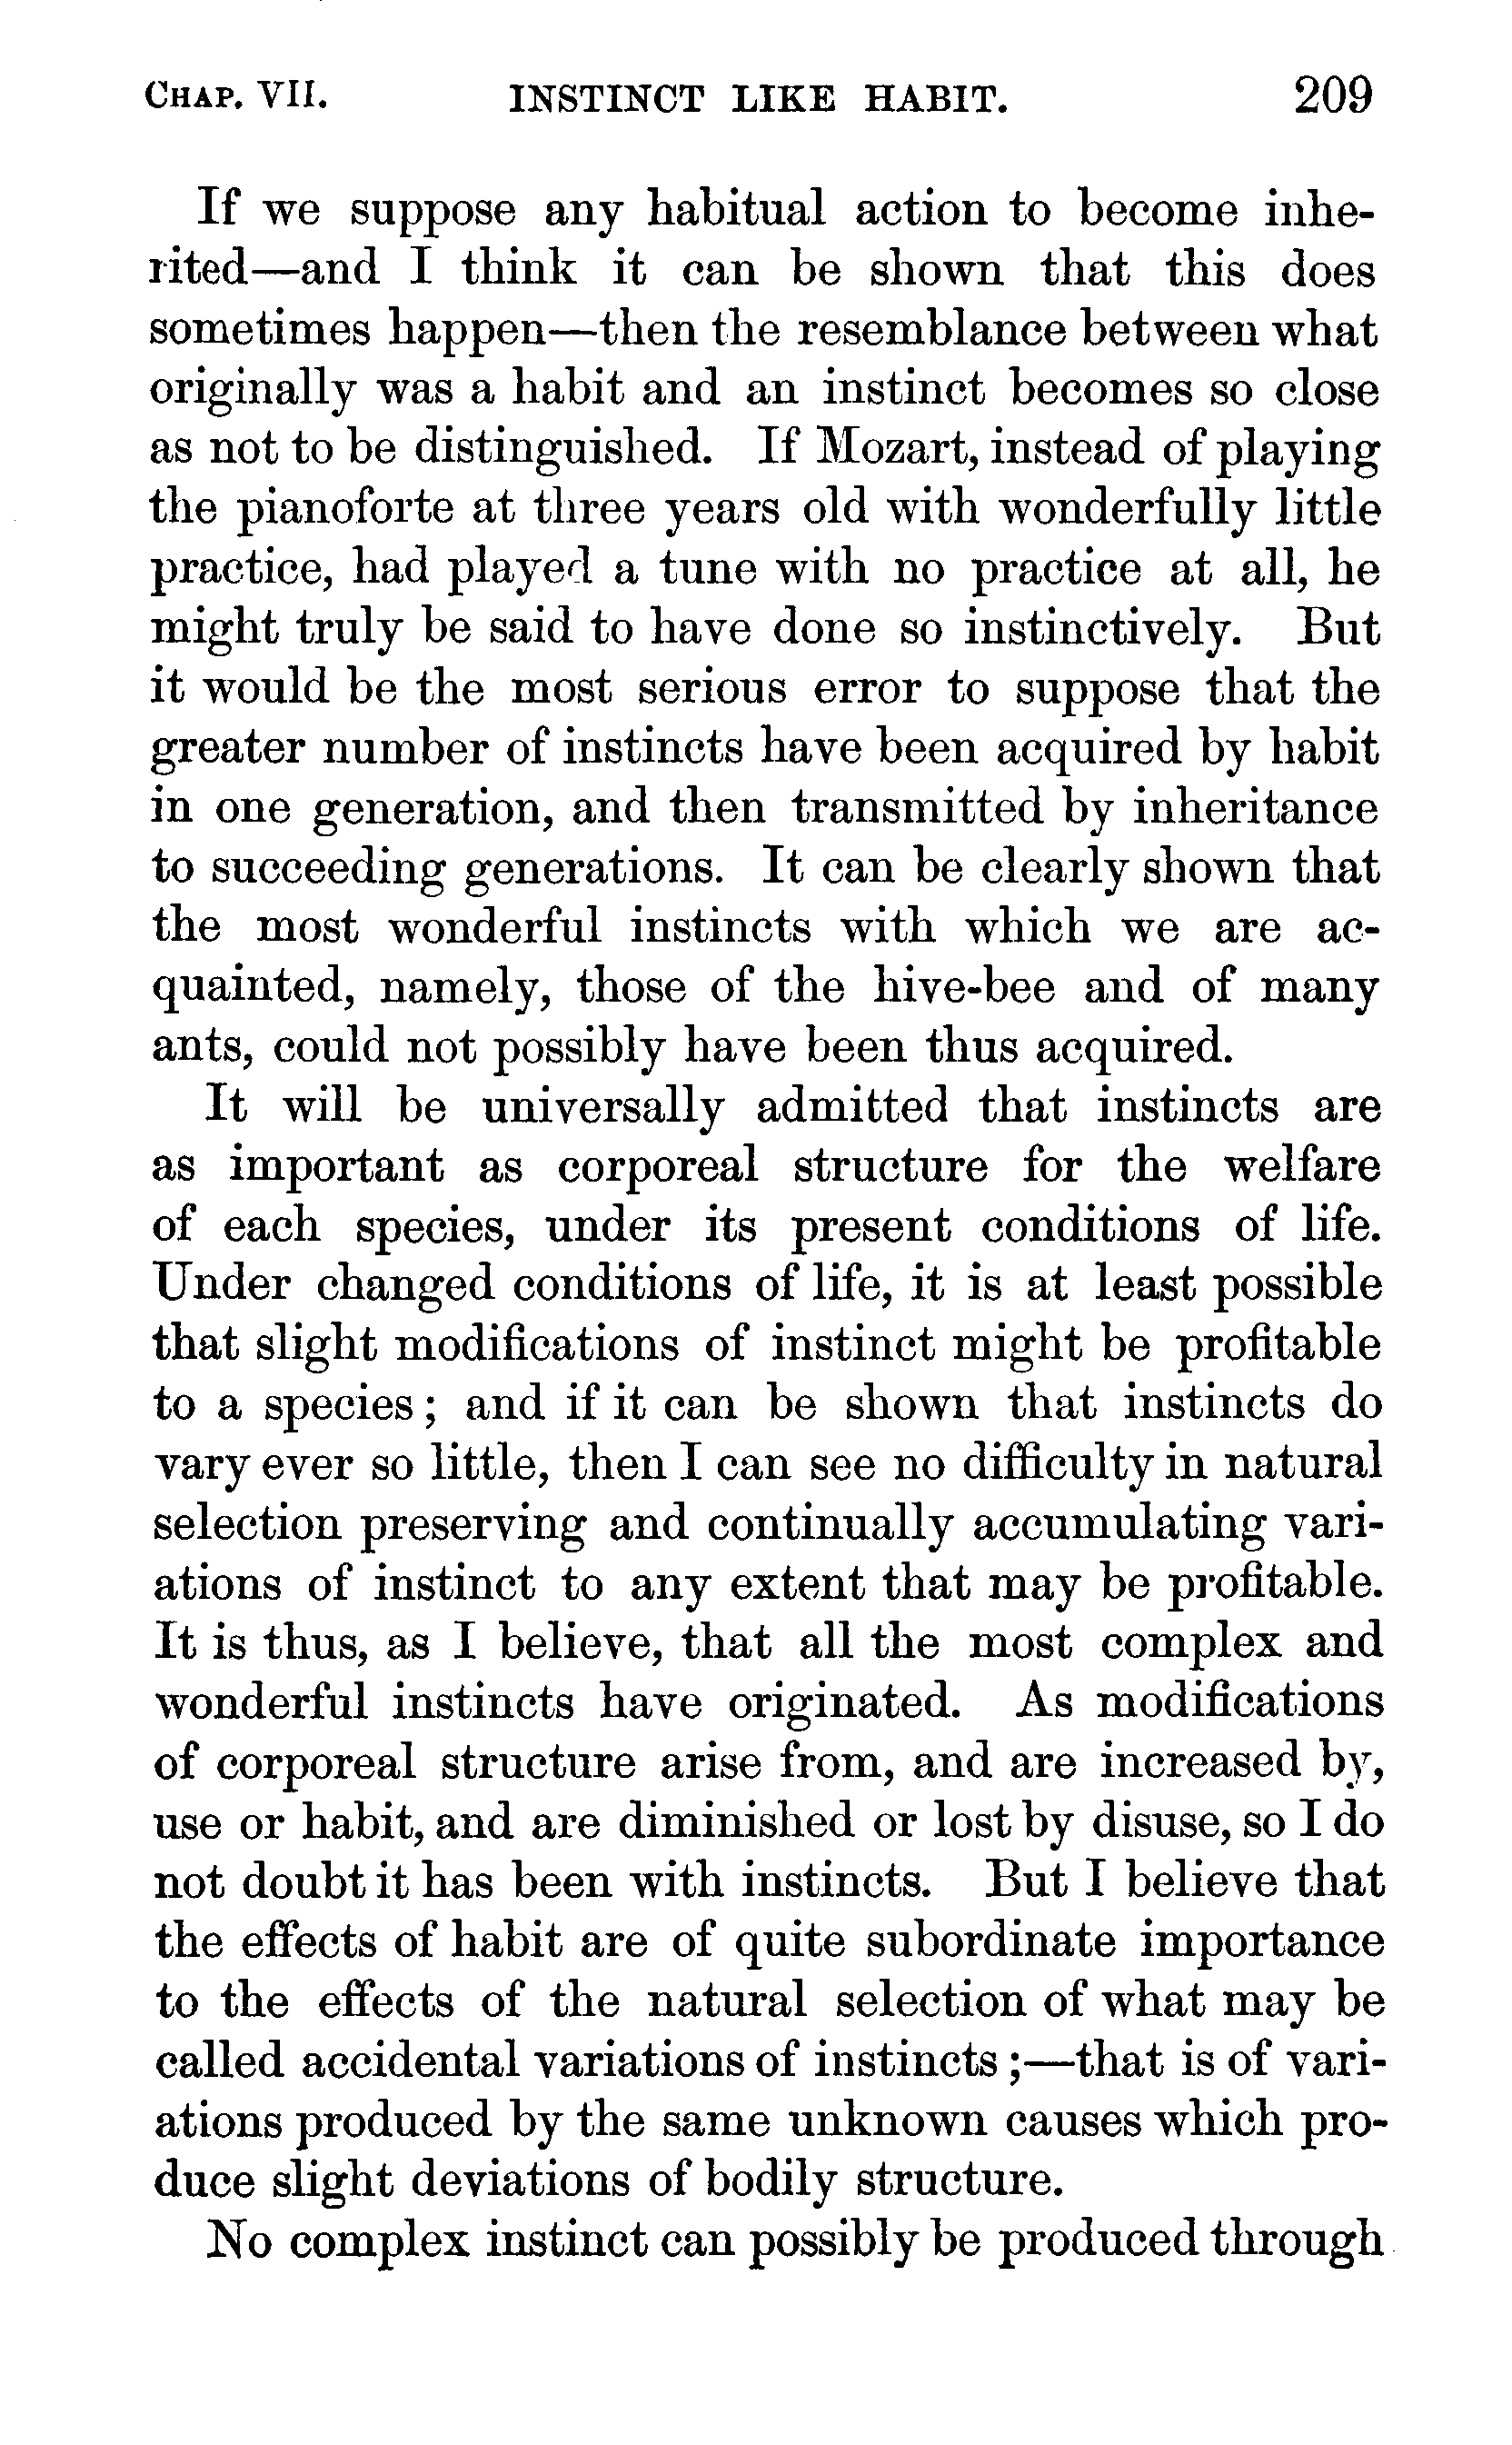 CHAP. VII. INSTINCT LIKE HABIT. 209
If we suppose any habitual action to become inhe-
rited—and I think it can be shown that this does
sometimes happen—then the resemblance between what
originally was a habit and an instinct becomes so close
as not to be distinguished. If Mozart, instead of playing
the pianoforte at three years old with wonderfully little
practice, had played a tune with no practice at all, he
might truly be said to have done so instinctively. But
it would be the most serious error to suppose that the
greater number of instincts have been acquired by habit
in one generation, and then transmitted by inheritance
to succeeding generations. It can be clearly shown that
the most wonderful instincts with which we are ac-
quainted, namely, those of the hive-bee and of many
ants, could not possibly have been thus acquired.
It will be universally admitted that instincts are
as important as corporeal structure for the welfare
of each species, under its present conditions of life.
Under changed conditions of life, it is at least possible
that slight modifications of instinct might be profitable
to a species; and if it can be shown that instincts do
vary ever so little, then I can see no difficulty in natural
selection preserving and continually accumulating vari-
ations of instinct to any extent that may be profitable.
It is thus, as I believe, that all the most complex and
wonderful instincts have originated. As modifications
of corporeal structure arise from, and are increased by,
use or habit, and are diminished or lost by disuse, so I do
not doubt it has been with instincts. But I believe that
the effects of habit are of quite subordinate importance
to the effects of the natural selection of what may be
called accidental variations of instincts;—that is of vari-
ations produced by the same unknown causes which pro-
duce slight deviations of bodily structure.
No complex instinct can possibly be produced through